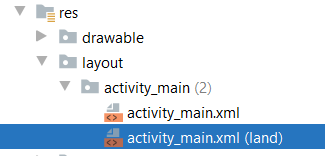 res
drawable
layout
activity_main (2)
activity_main.xml
activity_main.xml (land)